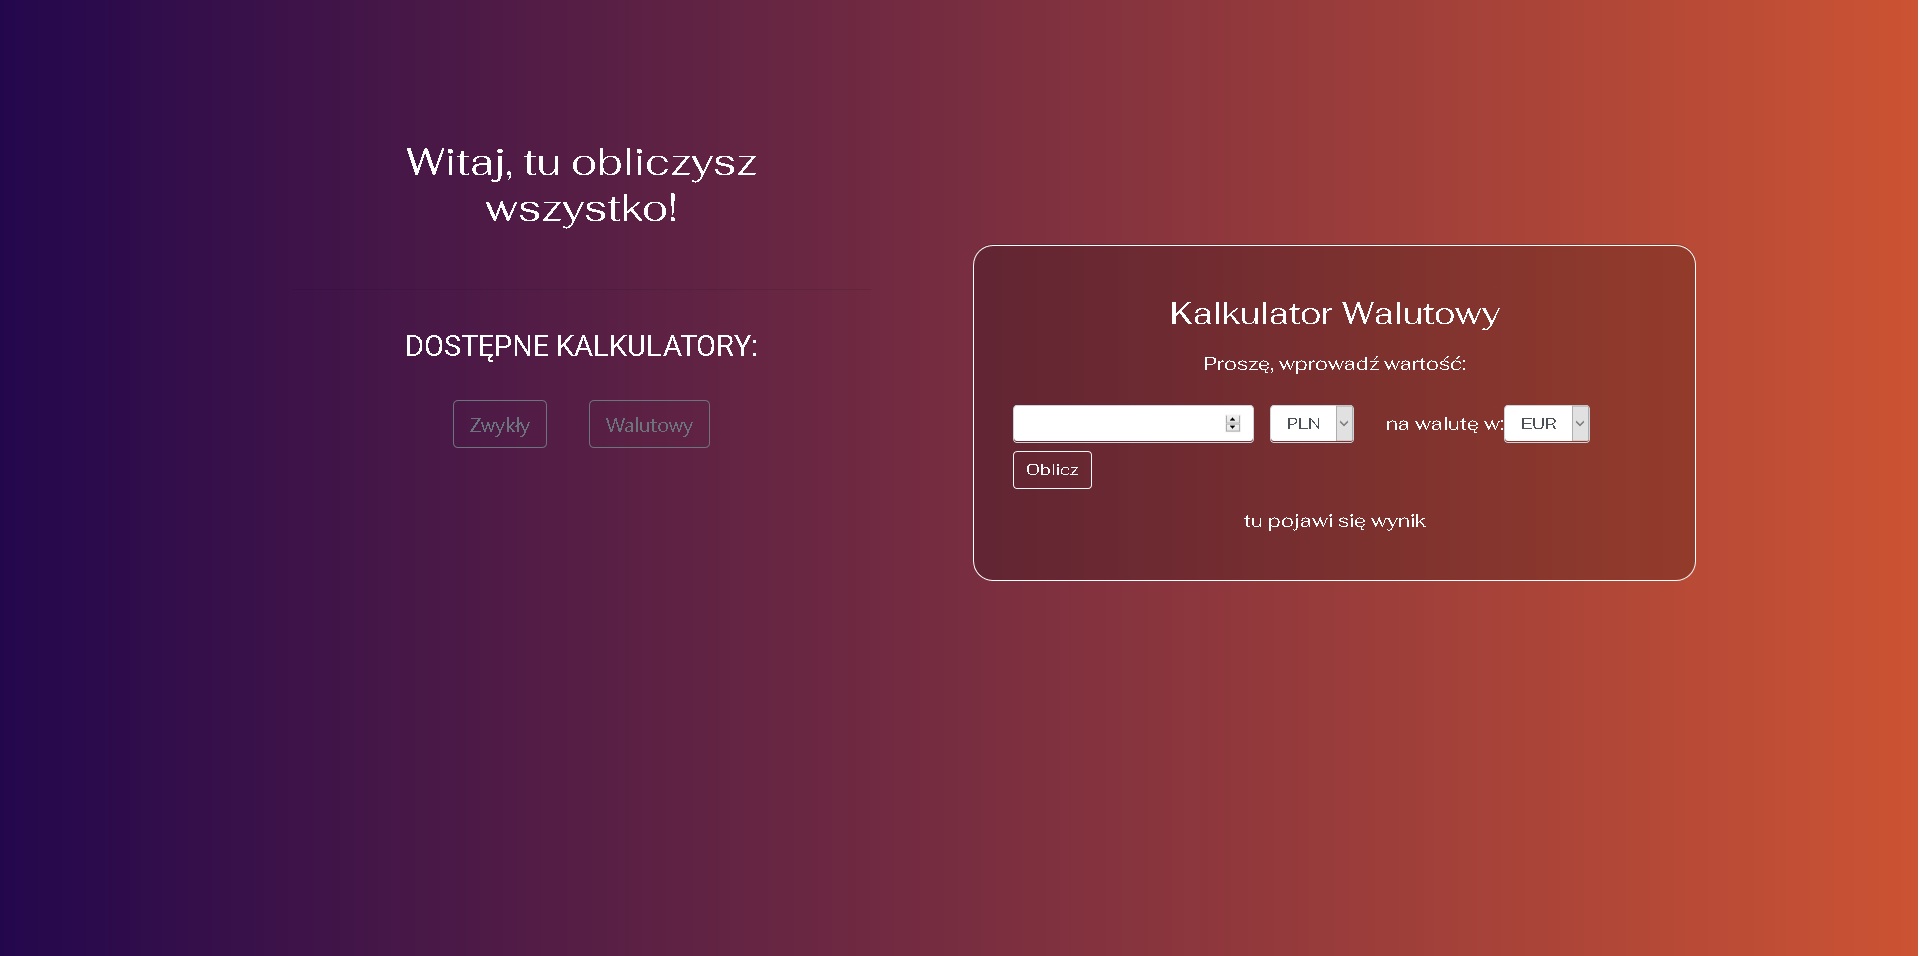 Witaj, tu obliczysz
wszystko!
DOSTĘPNE KALKULATORY:
Zwykły Walutowy
Kalkulator Walutowy
Proszę, wprowadź wartość:
PLN na walutę w: EUR
Oblicz
tu pojawi się wynik